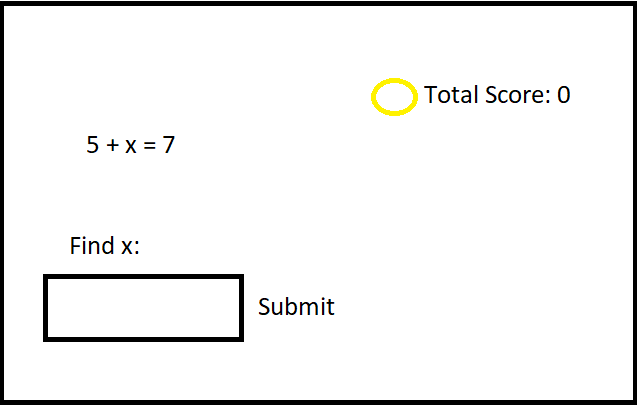 Total Score: 0
5 + x = 7
Find x:
Submit